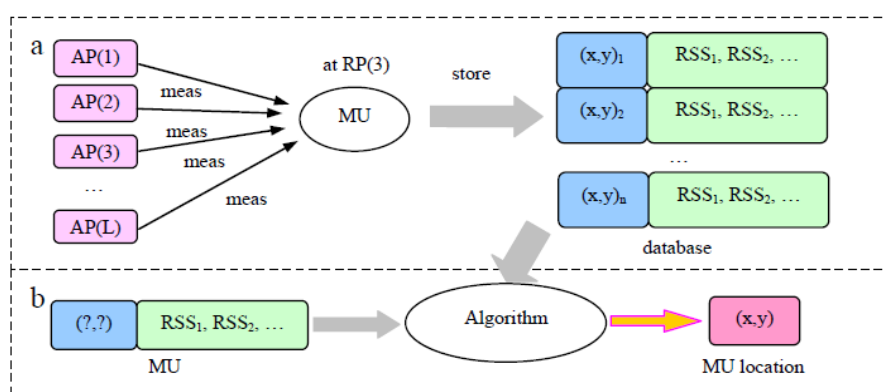 a
AP(1)
AP(2)
AP(3)
…
AP(L)
meas
meas
meas
meas
at RP(3)
MU
store
(x,y)₁ RSS₁, RSS₂, …
(x,y)₂ RSS₁, RSS₂, …
…
(x,y)ₙ RSS₁, RSS₂, …
database
b
(?,?) RSS₁, RSS₂, …
MU
Algorithm
(x,y)
MU location